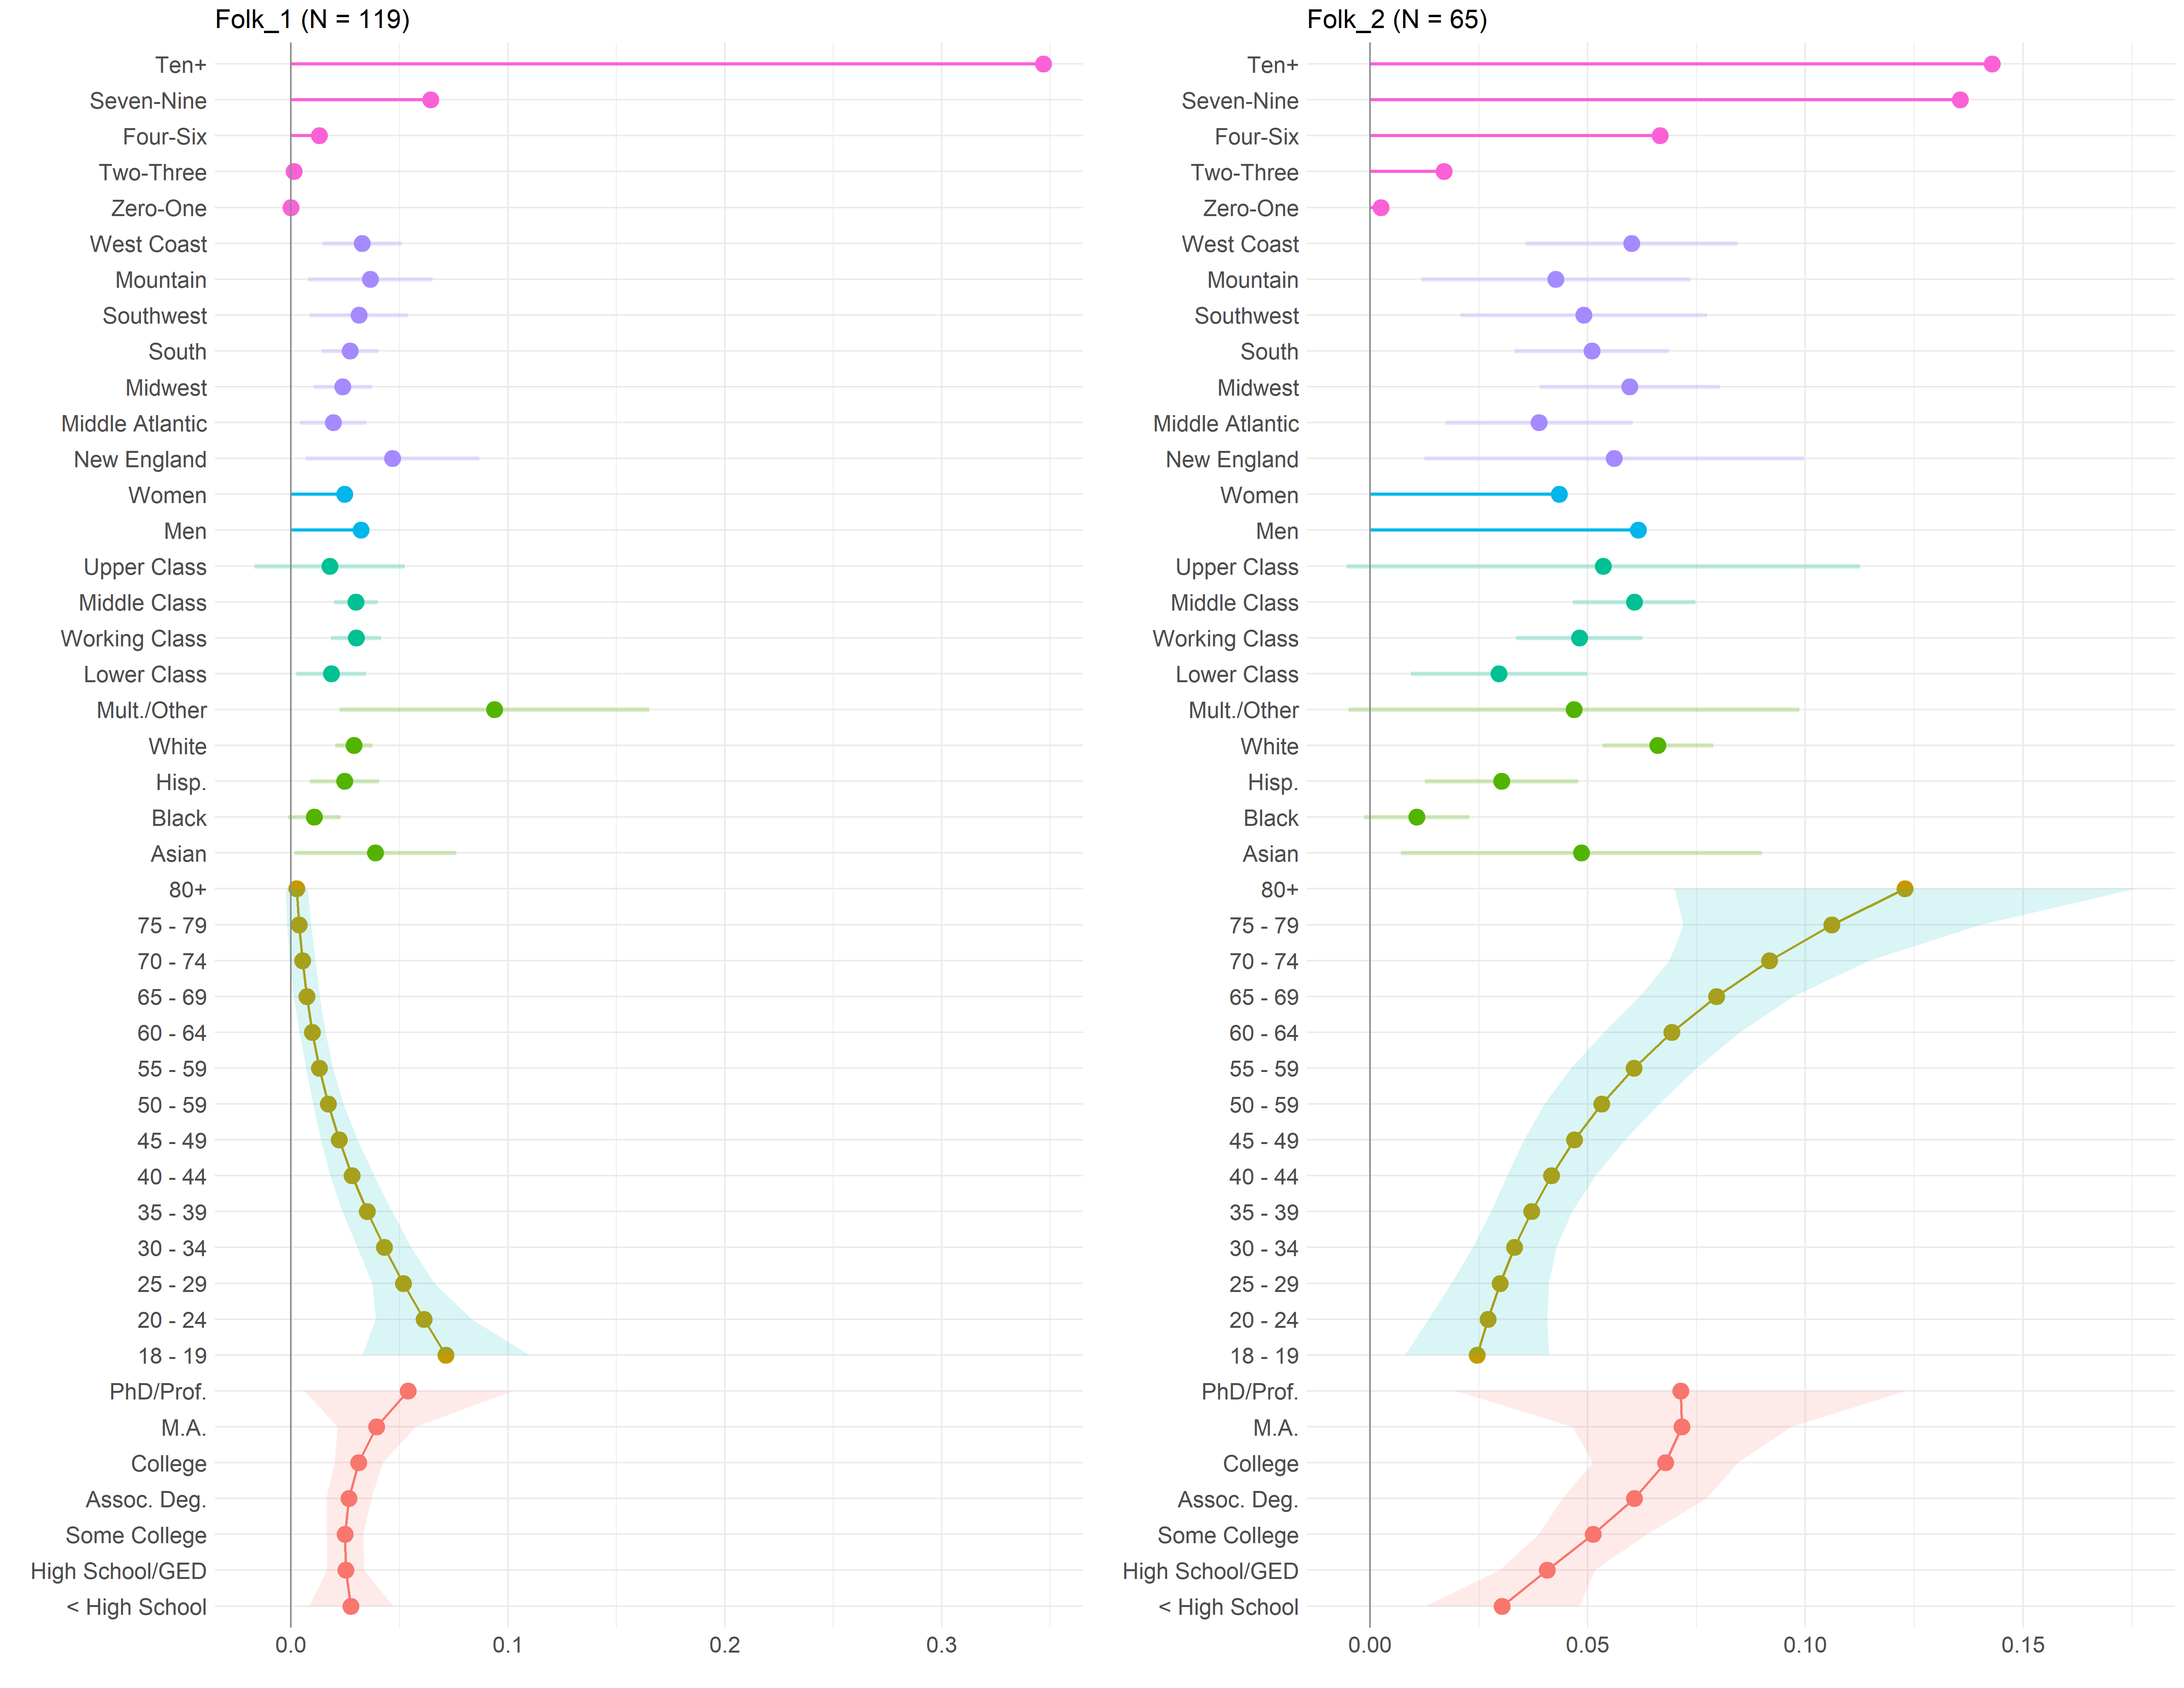 Folk_1 (N = 119)
Ten+
Seven-Nine
Four-Six
Two-Three
Zero-One
West Coast
Mountain
Southwest
South
Midwest
Middle Atlantic
New England
Women
Men
Upper Class
Middle Class
Working Class
Lower Class
Mult./Other
White
Hisp.
Black
Asian
80+
75 - 79
70 - 74
65 - 69
60 - 64
55 - 59
50 - 59
45 - 49
40 - 44
35 - 39
30 - 34
25 - 29
20 - 24
18 - 19
PhD/Prof.
M.A.
College
Assoc. Deg.
Some College
High School/GED
< High School
0.0 0.1 0.2 0.3
Folk_2 (N = 65)
Ten+
Seven-Nine
Four-Six
Two-Three
Zero-One
West Coast
Mountain
Southwest
South
Midwest
Middle Atlantic
New England
Women
Men
Upper Class
Middle Class
Working Class
Lower Class
Mult./Other
White
Hisp.
Black
Asian
80+
75 - 79
70 - 74
65 - 69
60 - 64
55 - 59
50 - 59
45 - 49
40 - 44
35 - 39
30 - 34
25 - 29
20 - 24
18 - 19
PhD/Prof.
M.A.
College
Assoc. Deg.
Some College
High School/GED
< High School
0.00 0.05 0.10 0.15